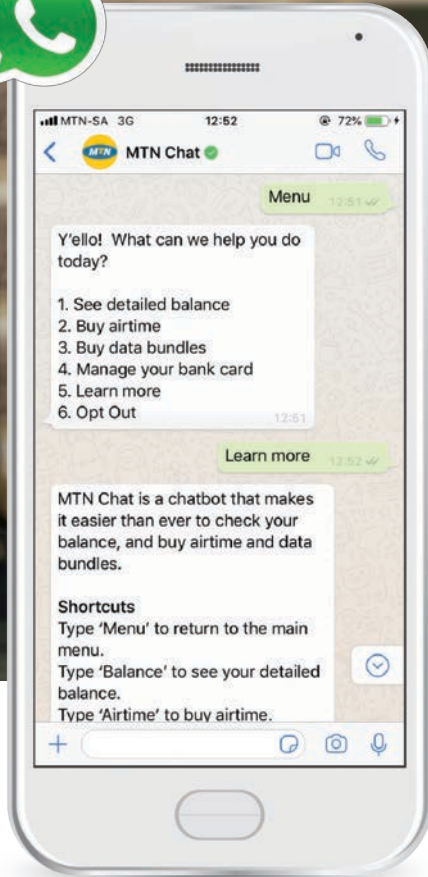 MTN-SA 3G 12:52 72%
MTN MTN Chat
Menu 12:51
Y'ello! What can we help you do
today?
1. See detailed balance
2. Buy airtime
3. Buy data bundles
4. Manage your bank card
5. Learn more
6. Opt Out 12:51
Learn more 12:52
MTN Chat is a chatbot that makes
it easier than ever to check your
balance, and buy airtime and data
bundles.
Shortcuts
Type 'Menu' to return to the main
menu.
Type 'Balance' to see your detailed
balance.
Type 'Airtime' to buy airtime.